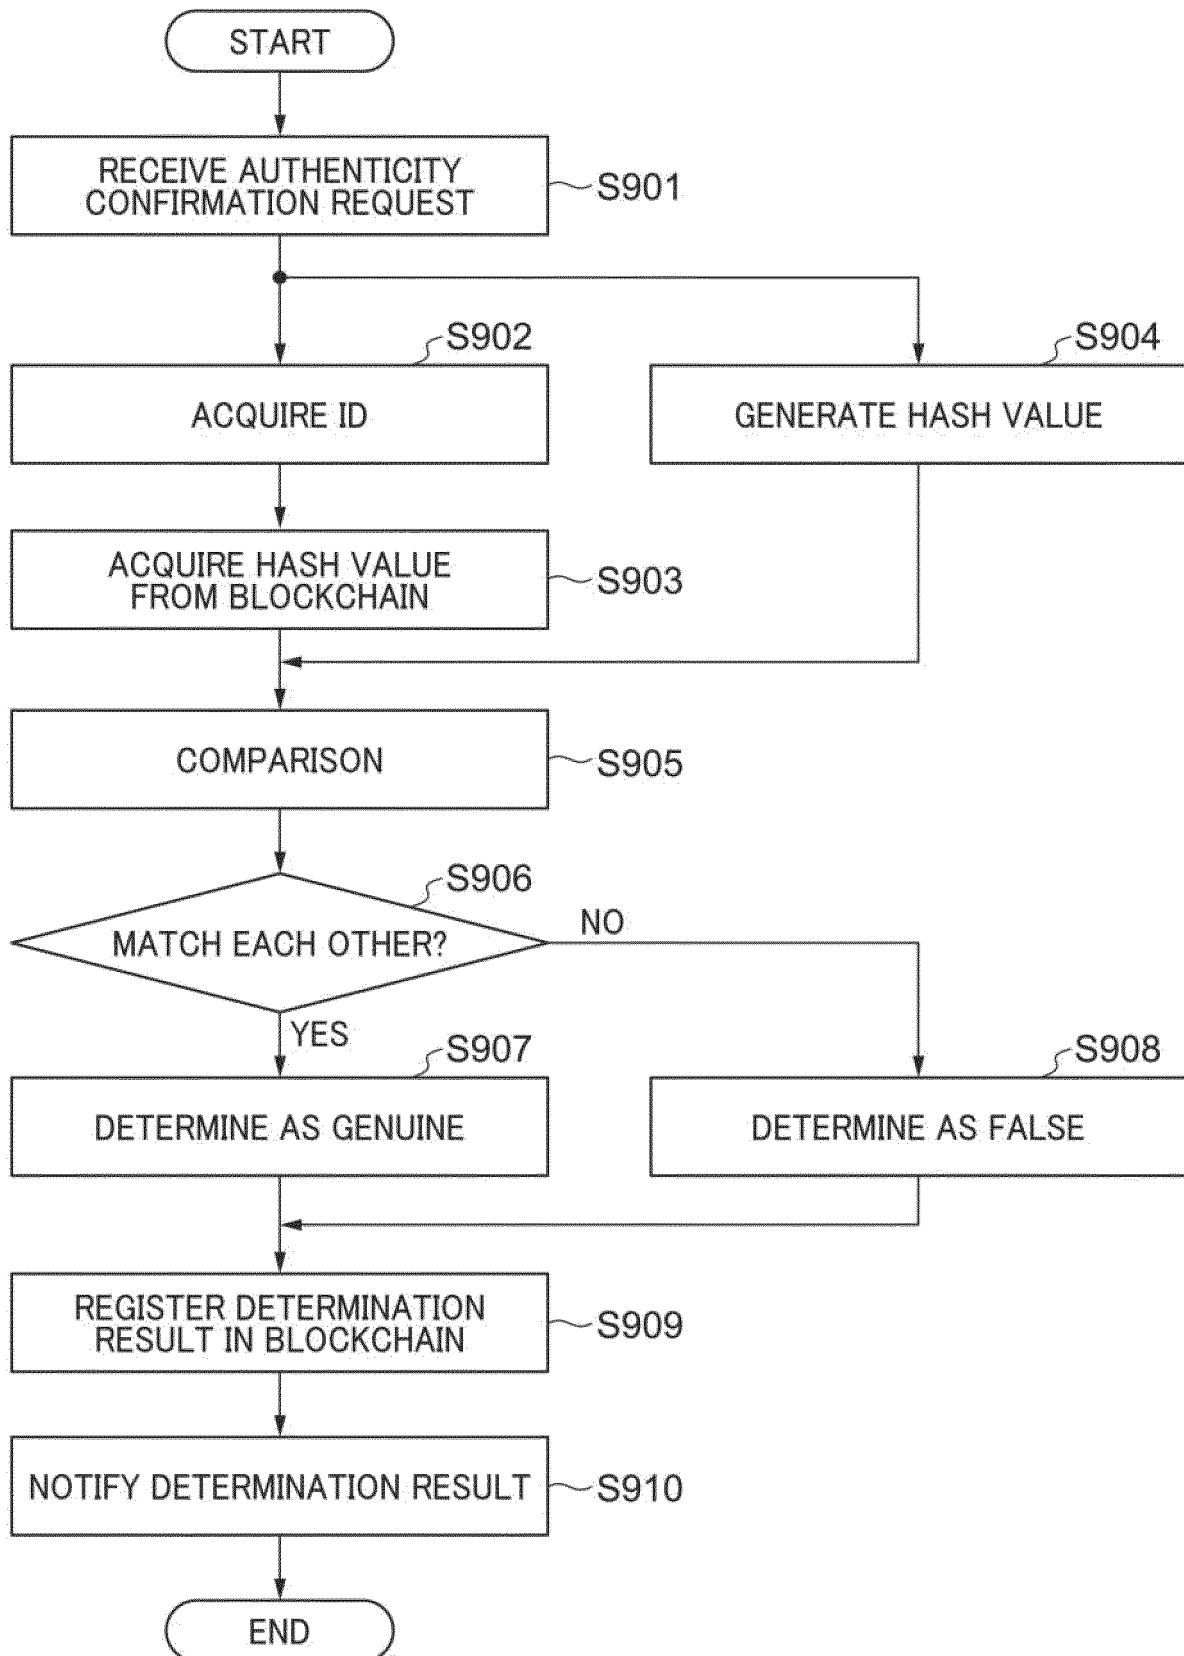 START
RECEIVE AUTHENTICITY
CONFIRMATION REQUEST
S901
S902
S904
ACQUIRE ID
GENERATE HASH VALUE
ACQUIRE HASH VALUE
FROM BLOCKCHAIN
S903
COMPARISON
S905
S906
MATCH EACH OTHER?
NO
YES
S907
S908
DETERMINE AS GENUINE
DETERMINE AS FALSE
REGISTER DETERMINATION
RESULT IN BLOCKCHAIN
S909
NOTIFY DETERMINATION RESULT
S910
END